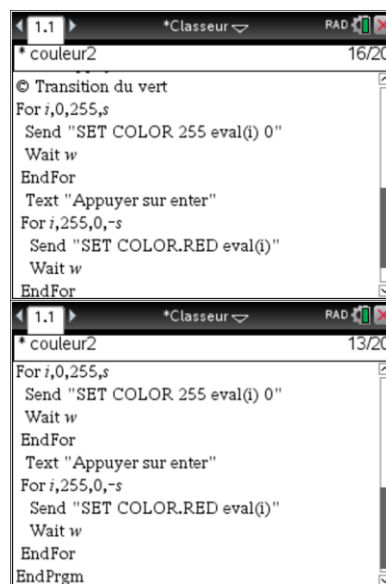 1.1 *Classeur RAD
* couleur2 16/20
© Transition du vert
For i,0,255,s
Send "SET COLOR 255 eval(i) 0"
Wait w
EndFor
Text "Appuyer sur enter"
For i,255,0,-s
Send "SET COLOR.RED eval(i)"
Wait w
EndFor
1.1 *Classeur RAD
* couleur2 13/20
For i,0,255,s
Send "SET COLOR 255 eval(i) 0"
Wait w
EndFor
Text "Appuyer sur enter"
For i,255,0,-s
Send "SET COLOR.RED eval(i)"
Wait w
EndFor
EndPrgm